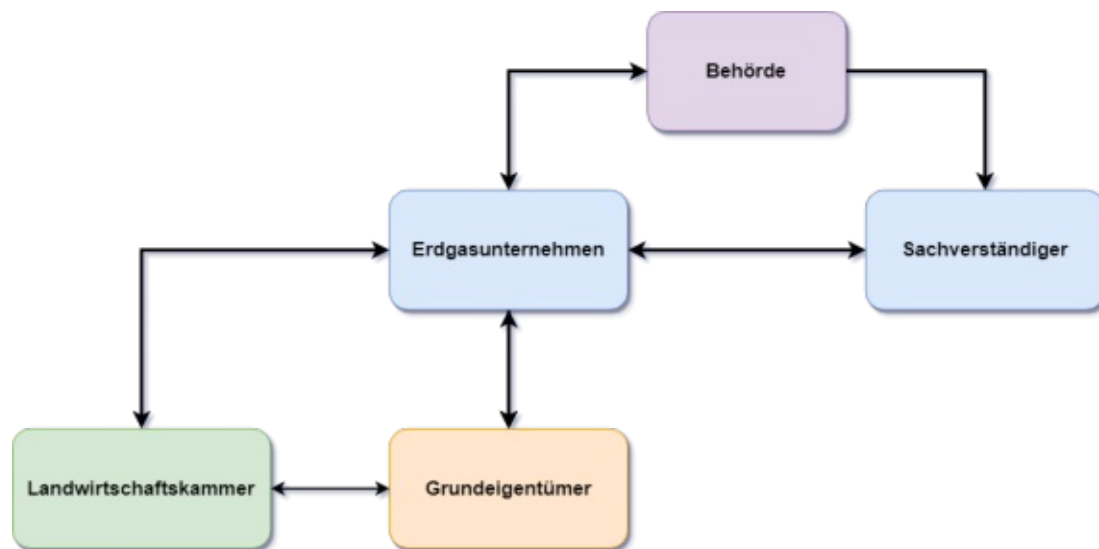 Behörde
Erdgasunternehmen
Sachverständiger
Landwirtschaftskammer
Grundeigentümer